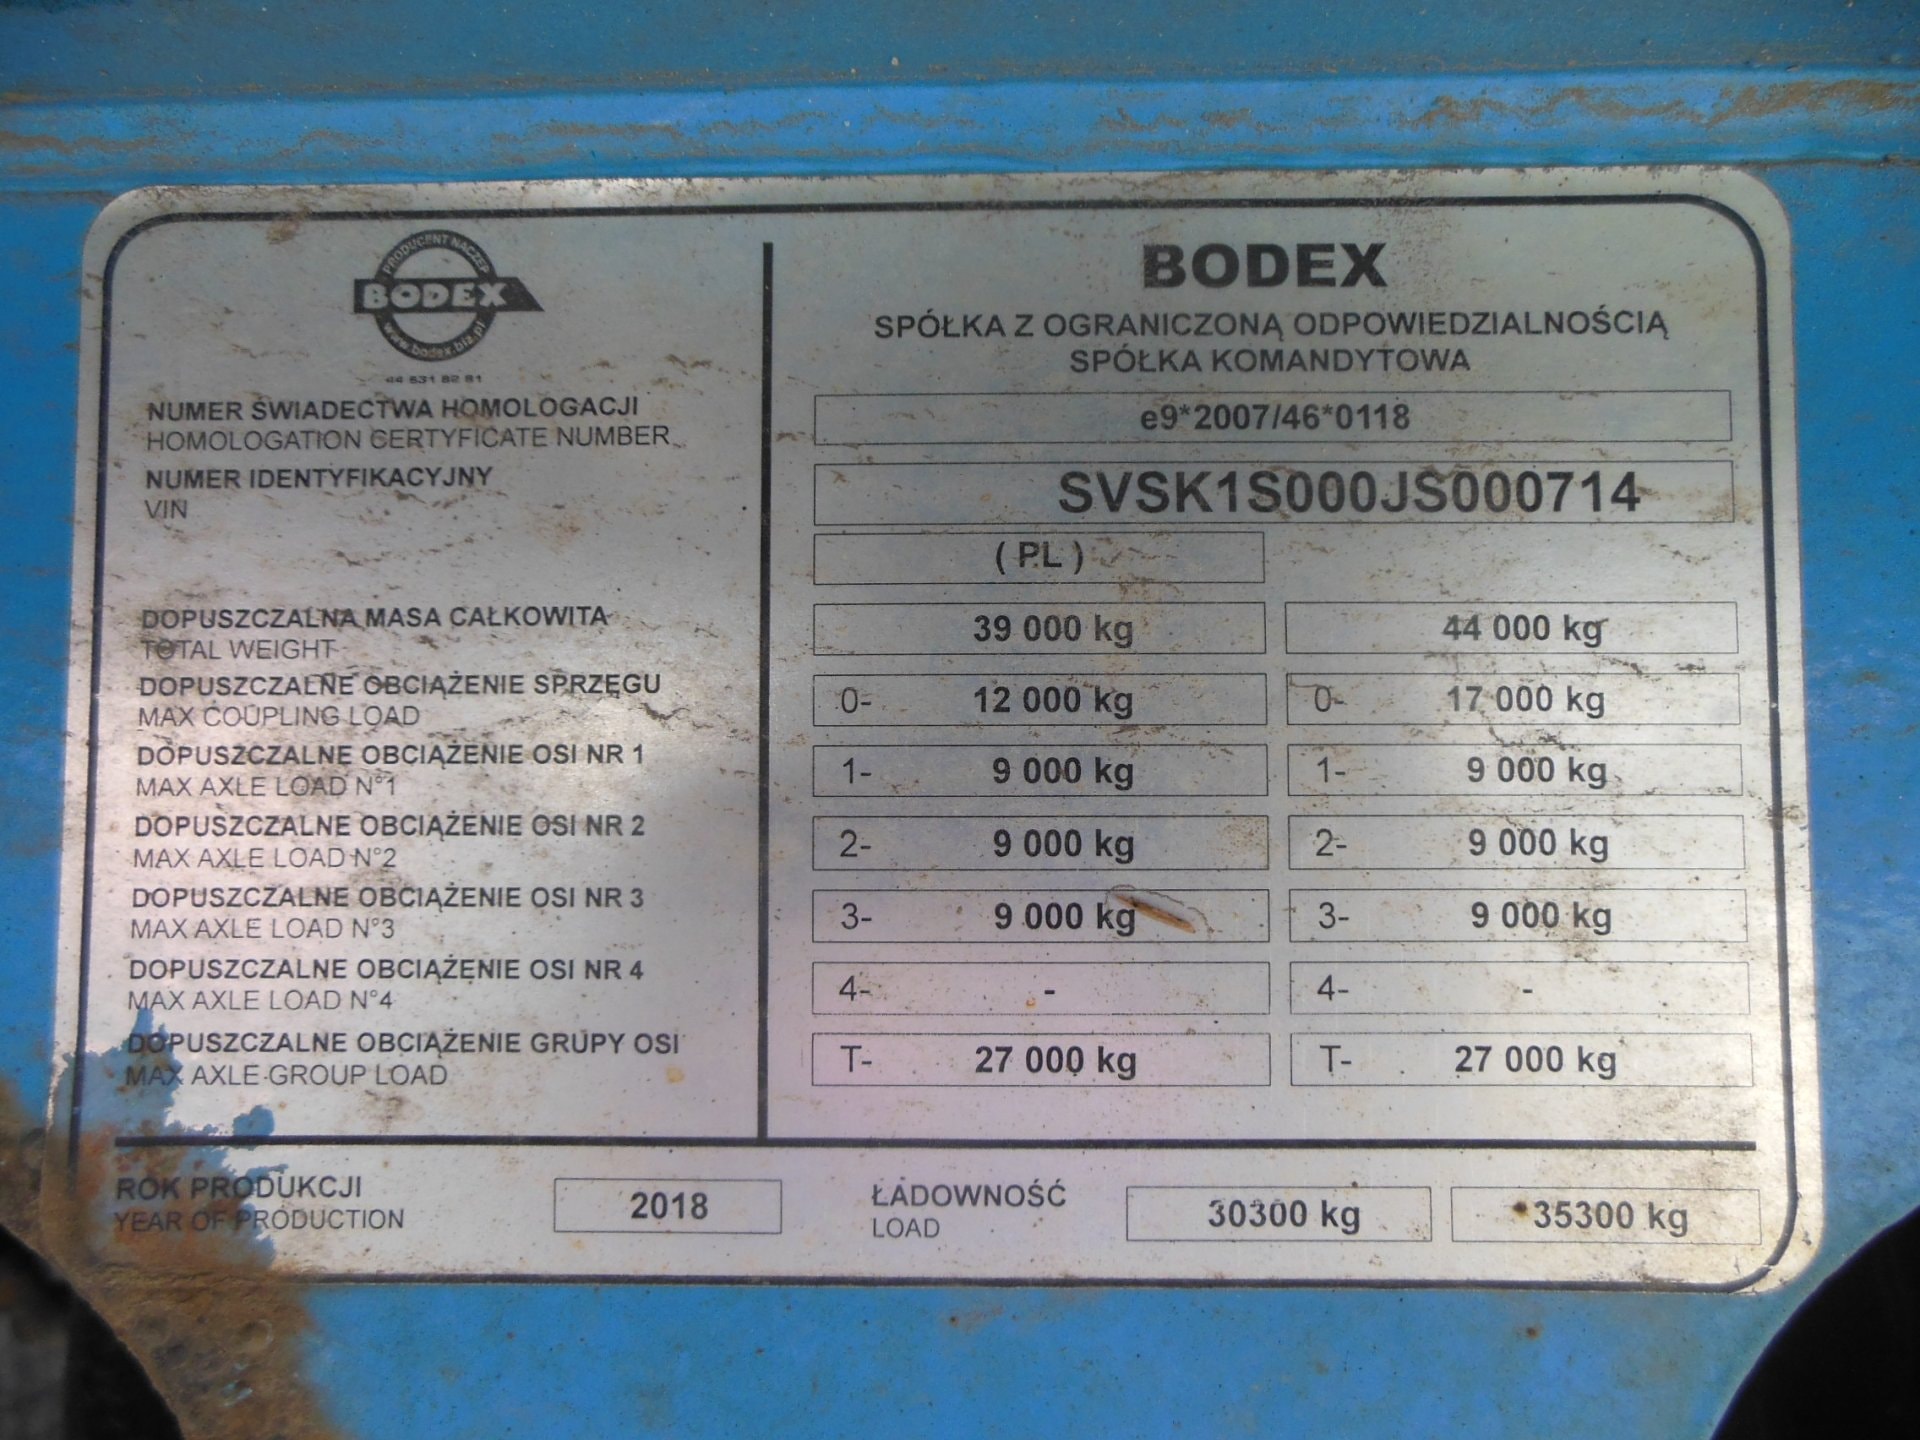 PRODUCENT NACZEP
BODEX
www.bodex.biz.pl
44 631 82 81
BODEX
SPÓŁKA Z OGRANICZONĄ ODPOWIEDZIALNOŚCIĄ
SPÓŁKA KOMANDYTOWA
NUMER ŚWIADECTWA HOMOLOGACJI
HOMOLOGATION CERTYFICATE NUMBER
e9*2007/46*0118
NUMER IDENTYFIKACYJNY
VIN
SVSK1S000JS000714
( PL )
DOPUSZCZALNA MASA CAŁKOWITA
TOTAL WEIGHT
39 000 kg 44 000 kg
DOPUSZCZALNE OBCIĄŻENIE SPRZĘGU
MAX COUPLING LOAD
0- 12 000 kg 0- 17 000 kg
DOPUSZCZALNE OBCIĄŻENIE OSI NR 1
MAX AXLE LOAD N°1
1- 9 000 kg 1- 9 000 kg
DOPUSZCZALNE OBCIĄŻENIE OSI NR 2
MAX AXLE LOAD N°2
2- 9 000 kg 2- 9 000 kg
DOPUSZCZALNE OBCIĄŻENIE OSI NR 3
MAX AXLE LOAD N°3
3- 9 000 kg 3- 9 000 kg
DOPUSZCZALNE OBCIĄŻENIE OSI NR 4
MAX AXLE LOAD N°4
4- - 4- -
DOPUSZCZALNE OBCIĄŻENIE GRUPY OSI
MAX AXLE GROUP LOAD
T- 27 000 kg T- 27 000 kg
ROK PRODUKCJI
YEAR OF PRODUCTION
2018
ŁADOWNOŚĆ
LOAD
30300 kg 35300 kg